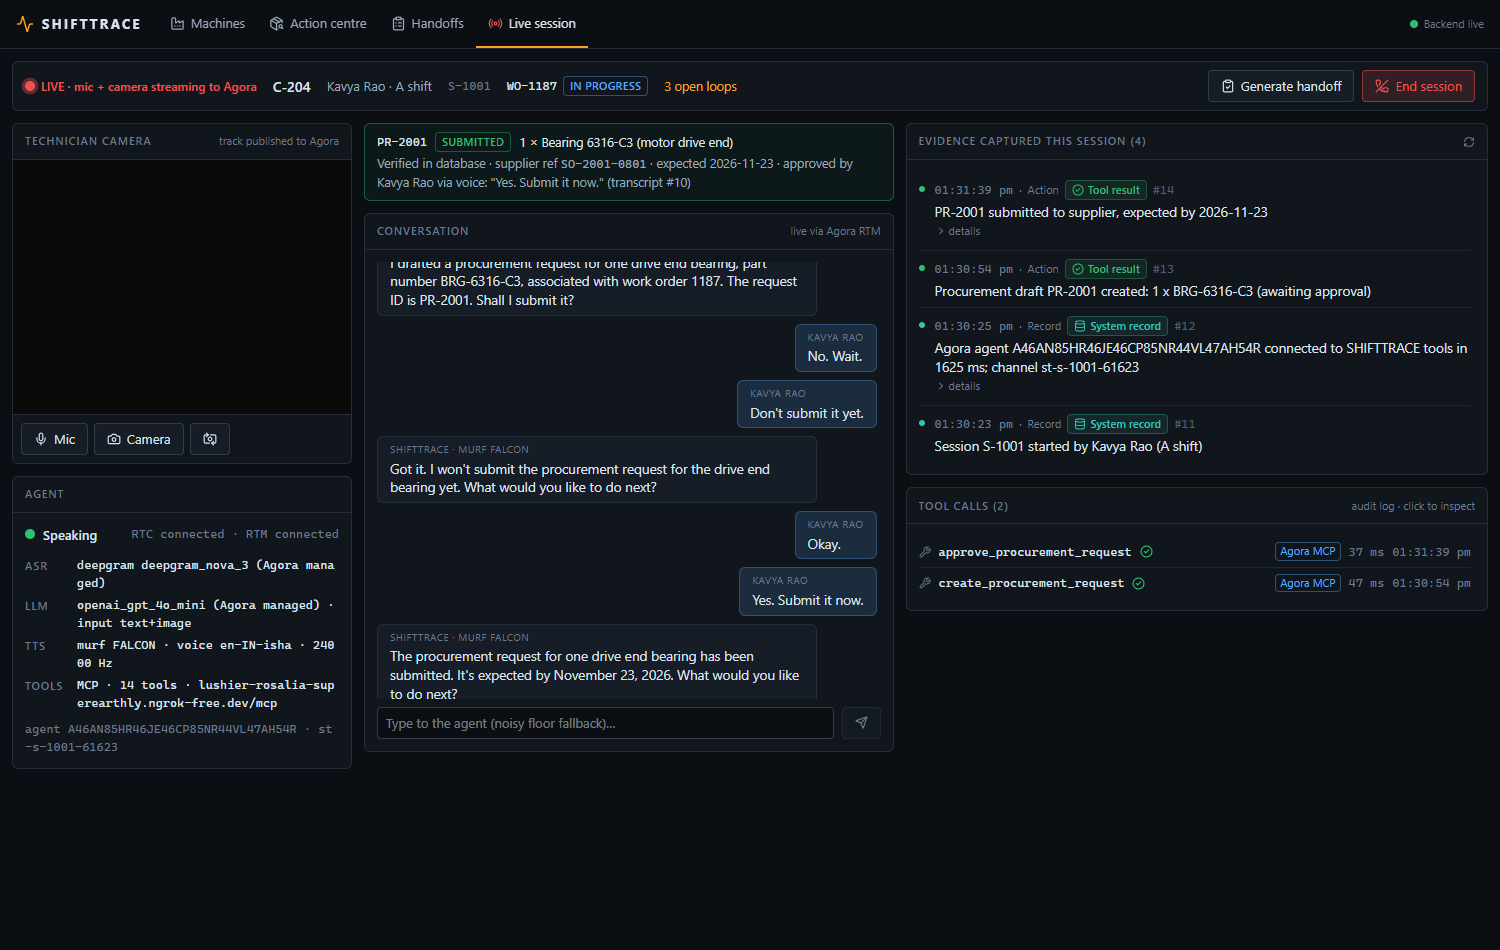 SHIFTTRACE
Machines
Action centre
Handoffs
Live session
Backend live
LIVE · mic + camera streaming to Agora
C-204
Kavya Rao · A shift
S-1001
WO-1187
IN PROGRESS
3 open loops
Generate handoff
End session
TECHNICIAN CAMERA
track published to Agora
Mic
Camera
AGENT
Speaking
RTC connected · RTM connected
ASR
deepgram deepgram_nova_3 (Agora mana
ged)
LLM
openai_gpt_4o_mini (Agora managed) ·
input text+image
TTS
murf FALCON · voice en-IN-isha · 240
00 Hz
TOOLS
MCP · 14 tools · lushier-rosalia-sup
erearthly.ngrok-free.dev/mcp
agent A46AN85HR46JE46CP85NR44VL47AH54R · st
-s-1001-61623
PR-2001
SUBMITTED
1 × Bearing 6316-C3 (motor drive end)
Verified in database · supplier ref SO-2001-0801 · expected 2026-11-23 · approved by
Kavya Rao via voice: "Yes. Submit it now." (transcript #10)
CONVERSATION
live via Agora RTM
I drafted a procurement request for one drive end bearing, part
number BRG-6316-C3, associated with work order 1187. The request
ID is PR-2001. Shall I submit it?
KAVYA RAO
No. Wait.
KAVYA RAO
Don't submit it yet.
SHIFTTRACE · MURF FALCON
Got it. I won't submit the procurement request for the drive end
bearing yet. What would you like to do next?
KAVYA RAO
Okay.
KAVYA RAO
Yes. Submit it now.
SHIFTTRACE · MURF FALCON
The procurement request for one drive end bearing has been
submitted. It's expected by November 23, 2026. What would you like
to do next?
Type to the agent (noisy floor fallback)...
EVIDENCE CAPTURED THIS SESSION (4)
01:31:39 pm · Action
Tool result
#14
PR-2001 submitted to supplier, expected by 2026-11-23
> details
01:30:54 pm · Action
Tool result
#13
Procurement draft PR-2001 created: 1 x BRG-6316-C3 (awaiting approval)
01:30:25 pm · Record
System record
#12
Agora agent A46AN85HR46JE46CP85NR44VL47AH54R connected to SHIFTTRACE tools in
1625 ms; channel st-s-1001-61623
> details
01:30:23 pm · Record
System record
#11
Session S-1001 started by Kavya Rao (A shift)
TOOL CALLS (2)
audit log · click to inspect
approve_procurement_request
Agora MCP
37 ms 01:31:39 pm
create_procurement_request
Agora MCP
47 ms 01:30:54 pm